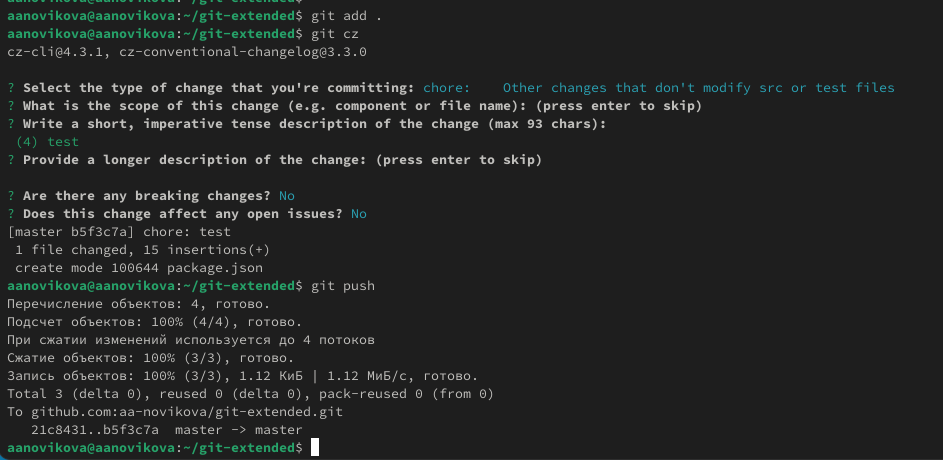 aanovikova@aanovikova:~/git-extended$ git add .
aanovikova@aanovikova:~/git-extended$ git cz
cz-cli@4.3.1, cz-conventional-changelog@3.3.0
? Select the type of change that you're committing: chore:    Other changes that don't modify src or test files
? What is the scope of this change (e.g. component or file name): (press enter to skip)
? Write a short, imperative tense description of the change (max 93 chars):
(4) test
? Provide a longer description of the change: (press enter to skip)
? Are there any breaking changes? No
? Does this change affect any open issues? No
[master b5f3c7a] chore: test
1 file changed, 15 insertions(+)
create mode 100644 package.json
aanovikova@aanovikova:~/git-extended$ git push
Перечисление объектов: 4, готово.
Подсчет объектов: 100% (4/4), готово.
При сжатии изменений используется до 4 потоков
Сжатие объектов: 100% (3/3), готово.
Запись объектов: 100% (3/3), 1.12 КиБ | 1.12 МиБ/с, готово.
Total 3 (delta 0), reused 0 (delta 0), pack-reused 0 (from 0)
To github.com:aa-novikova/git-extended.git
21c8431..b5f3c7a  master -> master
aanovikova@aanovikova:~/git-extended$